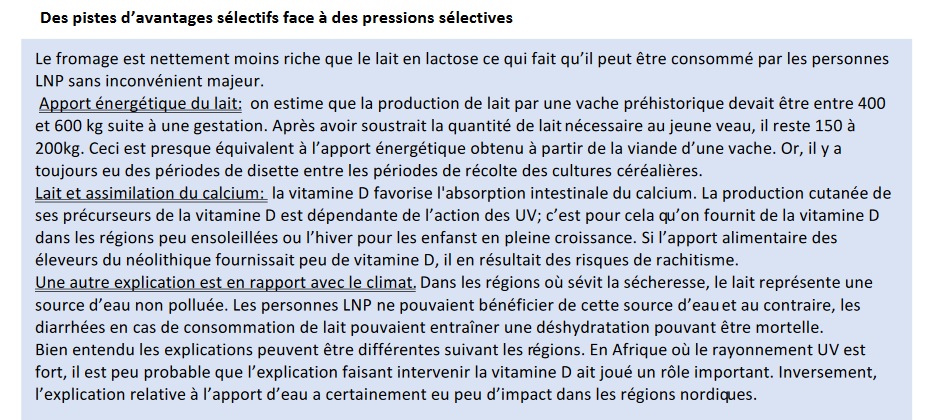 Des pistes d’avantages sélectifs face à des pressions sélectives
Le fromage est nettement moins riche que le lait en lactose ce qui fait qu’il peut être consommé par les personnes
LNP sans inconvénient majeur.
Apport énergétique du lait: on estime que la production de lait par une vache préhistorique devait être entre 400
et 600 kg suite à une gestation. Après avoir soustrait la quantité de lait nécessaire au jeune veau, il reste 150 à
200kg. Ceci est presque équivalent à l’apport énergétique obtenu à partir de la viande d’une vache. Or, il y a
toujours eu des périodes de disette entre les périodes de récolte des cultures céréalières.
Lait et assimilation du calcium: la vitamine D favorise l'absorption intestinale du calcium. La production cutanée de
ses précurseurs de la vitamine D est dépendante de l’action des UV; c’est pour cela qu’on fournit de la vitamine D
dans les régions peu ensoleillées ou l’hiver pour les enfanst en pleine croissance. Si l’apport alimentaire des
éleveurs du néolithique fournissait peu de vitamine D, il en résultait des risques de rachitisme.
Une autre explication est en rapport avec le climat. Dans les régions où sévit la sécheresse, le lait représente une
source d’eau non polluée. Les personnes LNP ne pouvaient bénéficier de cette source d’eau et au contraire, les
diarrhées en cas de consommation de lait pouvaient entraîner une déshydratation pouvant être mortelle.
Bien entendu les explications peuvent être différentes suivant les régions. En Afrique où le rayonnement UV est
fort, il est peu probable que l’explication faisant intervenir la vitamine D ait joué un rôle important. Inversement,
l’explication relative à l’apport d’eau a certainement eu peu d’impact dans les régions nordiques.